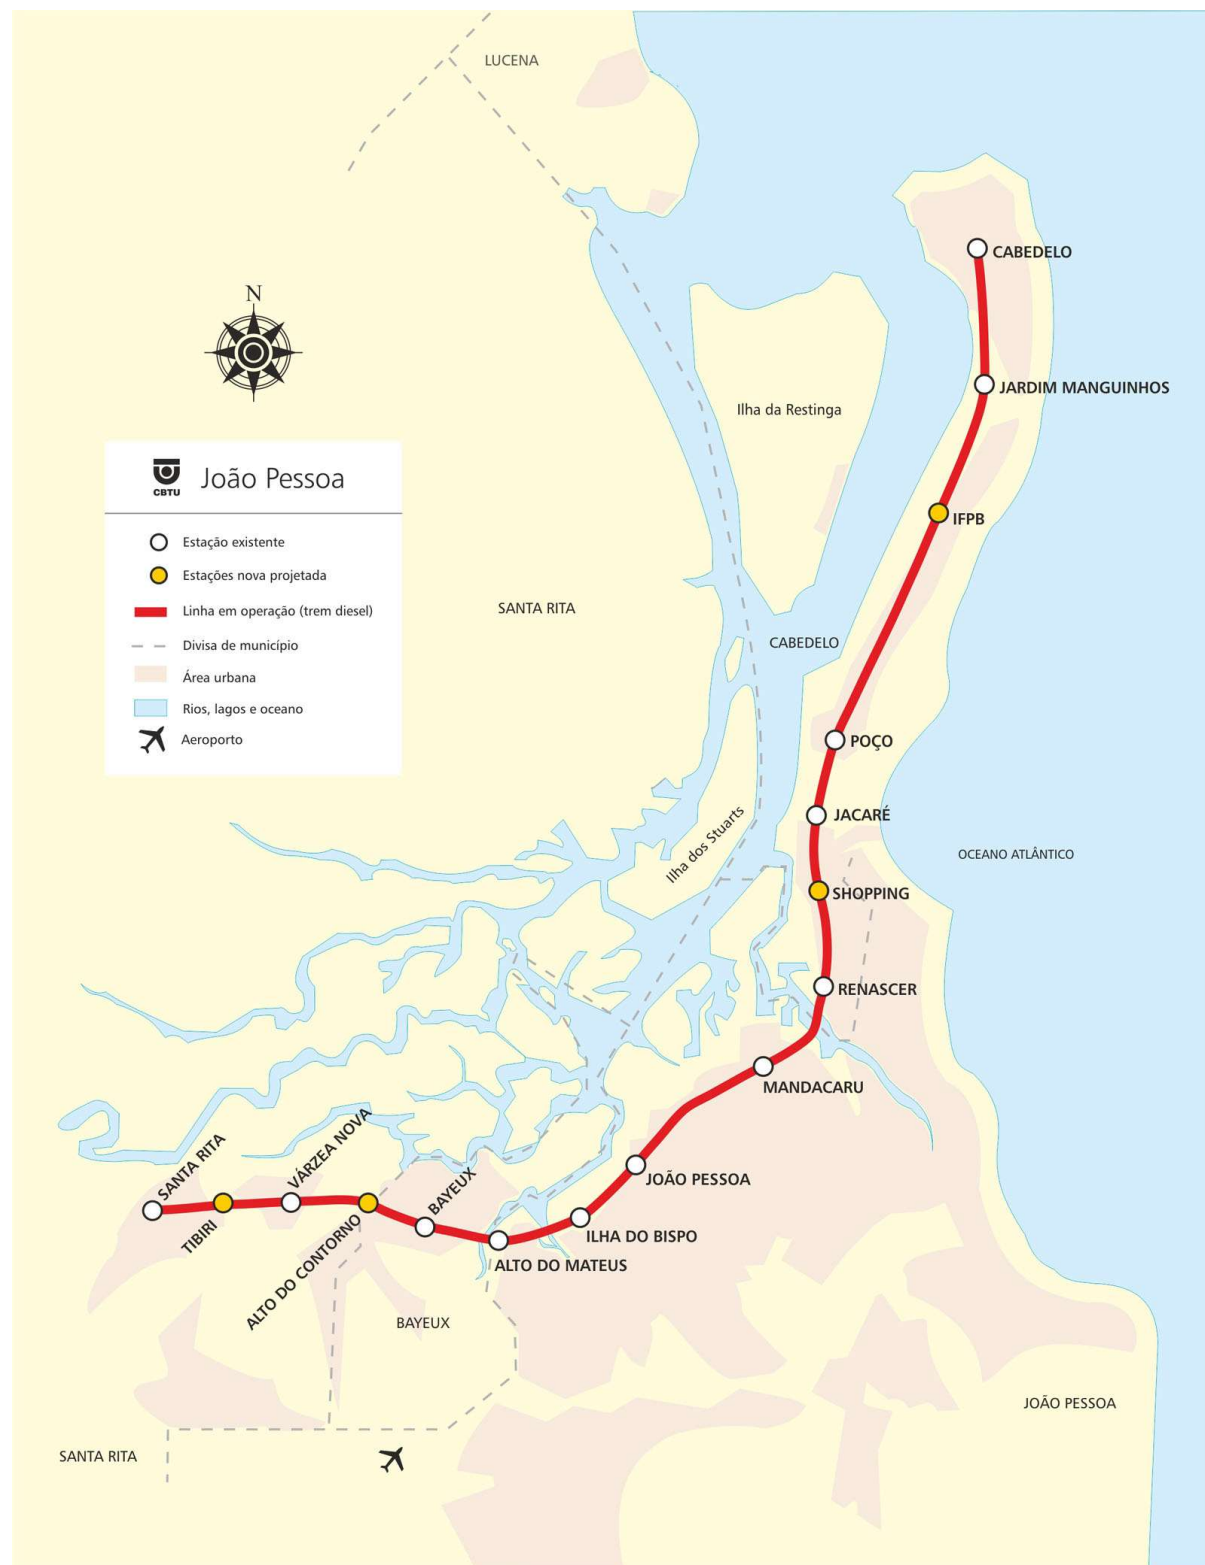 LUCENA
CABEDELO
N
JARDIM MANGUINHOS
Ilha da Restinga
CBTU
João Pessoa
IFPB
Estação existente
Estações nova projetada
Linha em operação (trem diesel)
Divisa de município
Área urbana
Rios, lagos e oceano
Aeroporto
SANTA RITA
CABEDELO
POÇO
JACARÉ
Ilha dos Stuarts
OCEANO ATLÂNTICO
SHOPPING
RENASCER
MANDACARU
SANTA RITA
VÁRZEA NOVA
BAYEUX
JOÃO PESSOA
TIBIRI
ALTO DO CONTORNO
ILHA DO BISPO
ALTO DO MATEUS
BAYEUX
JOÃO PESSOA
SANTA RITA